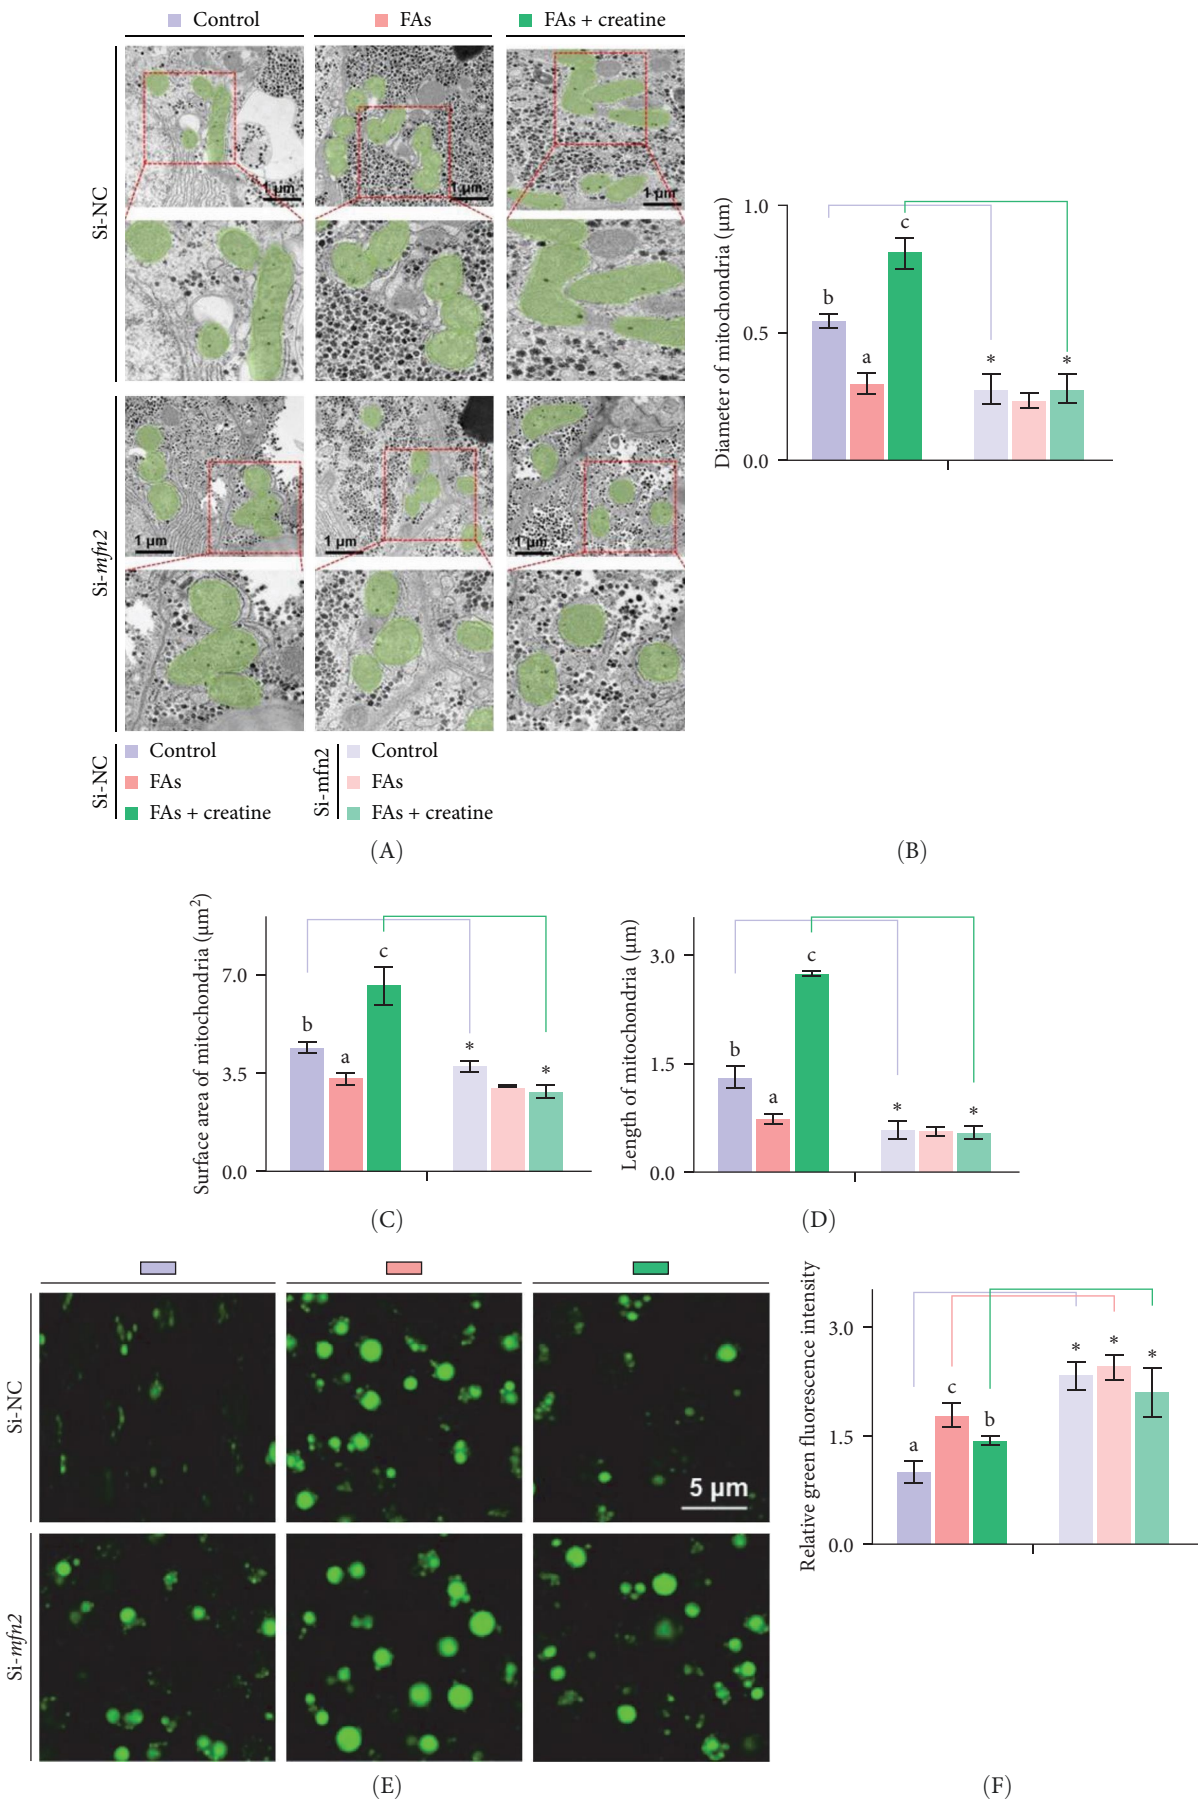 Control FAs FAs + creatine
Si-NC
1 μm 1 μm 1 μm
Si-mfn2
1 μm 1 μm 1 μm
Si-NC
Control
FAs
FAs + creatine
Si-mfn2
Control
FAs
FAs + creatine
(A)
Diameter of mitochondria (μm)
1.0
0.5
0.0
b
a
c
*
*
(B)
Surface area of mitochondria (μm²)
7.0
3.5
0.0
b
a
c
*
*
(C)
Length of mitochondria (μm)
3.0
1.5
0.0
b
a
c
*
*
(D)
Si-NC
5 μm
Si-mfn2
(E)
Relative green fluorescence intensity
3.0
1.5
0.0
a
c
b
*
*
*
(F)